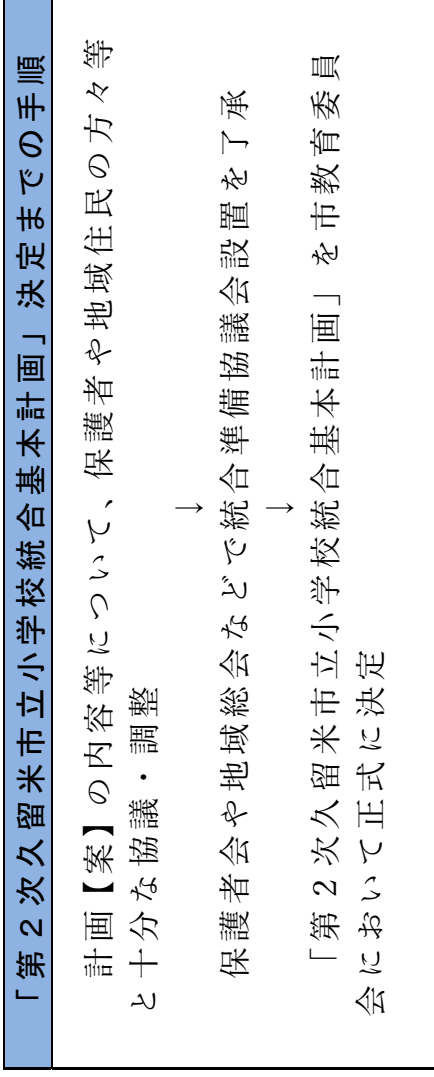 「第２次久留米市立小学校統合基本計画」決定までの手順
計画【案】の内容等について、保護者や地域住民の方々等
と十分な協議・調整
↓
保護者会や地域総会などで統合準備協議会設置を了承
↓
「第２次久留米市立小学校統合基本計画」を市教育委員
会において正式に決定